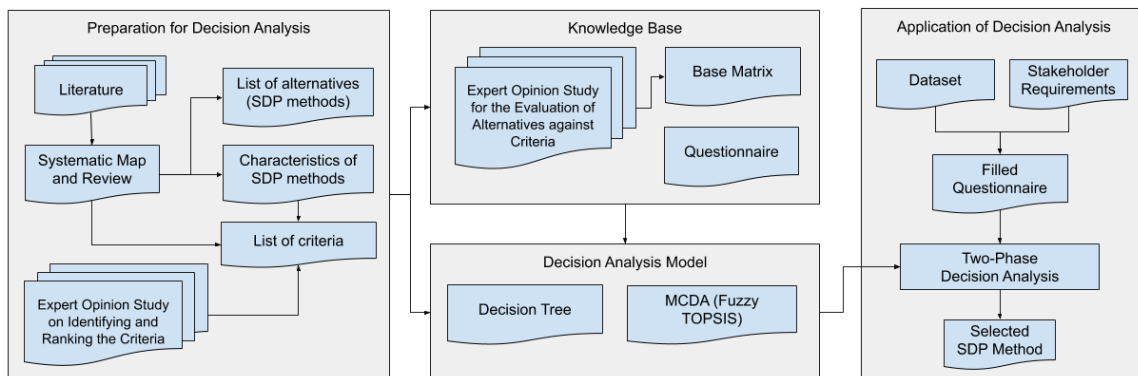 Preparation for Decision Analysis
Literature
List of alternatives
(SDP methods)
Systematic Map
and Review
Characteristics of
SDP methods
List of criteria
Expert Opinion Study
on Identifying and
Ranking the Criteria
Knowledge Base
Expert Opinion Study
for the Evaluation of
Alternatives against
Criteria
Base Matrix
Questionnaire
Decision Analysis Model
Decision Tree
MCDA (Fuzzy
TOPSIS)
Application of Decision Analysis
Dataset
Stakeholder
Requirements
Filled
Questionnaire
Two-Phase
Decision Analysis
Selected
SDP Method